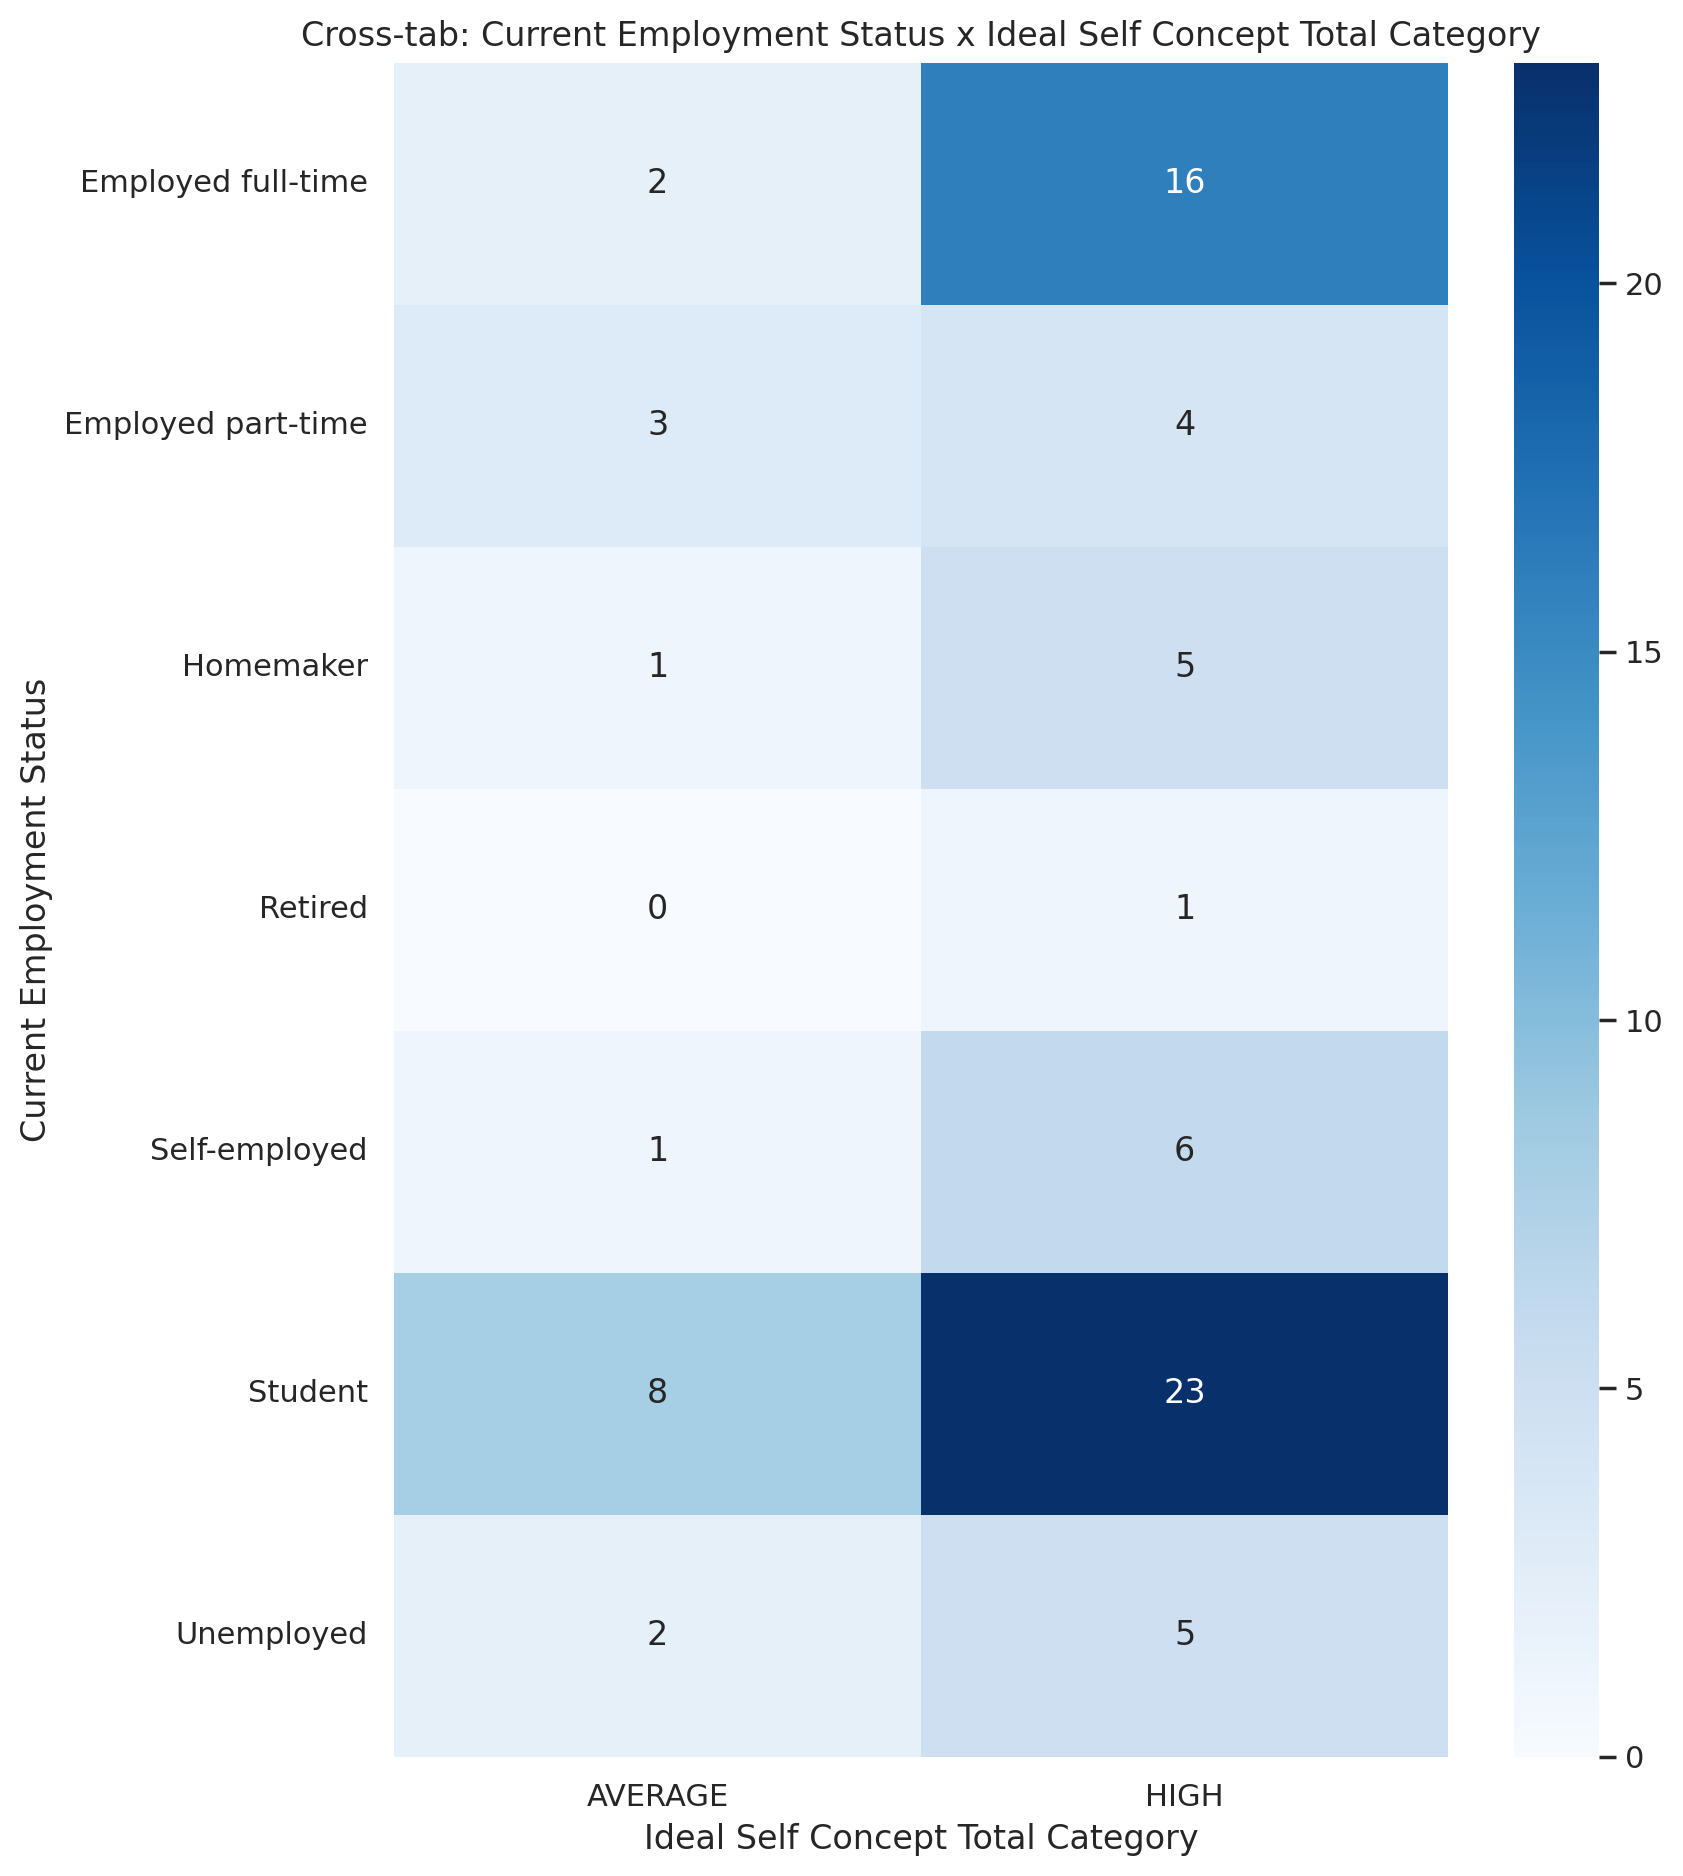 Cross-tab: Current Employment Status x Ideal Self Concept Total Category
Current Employment Status
Employed full-time 2 16
Employed part-time 3 4
Homemaker 1 5
Retired 0 1
Self-employed 1 6
Student 8 23
Unemployed 2 5
AVERAGE HIGH
Ideal Self Concept Total Category
20
15
10
5
0